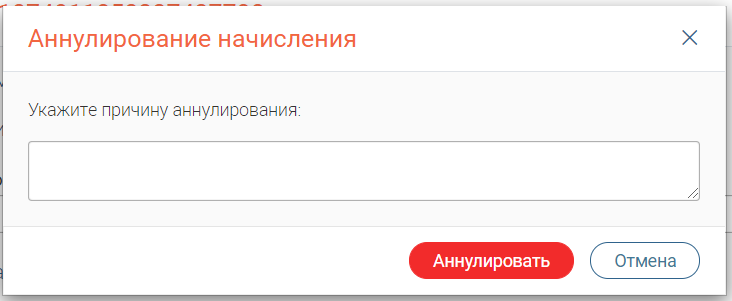 Аннулирование начисления
Укажите причину аннулирования:
Аннулировать
Отмена